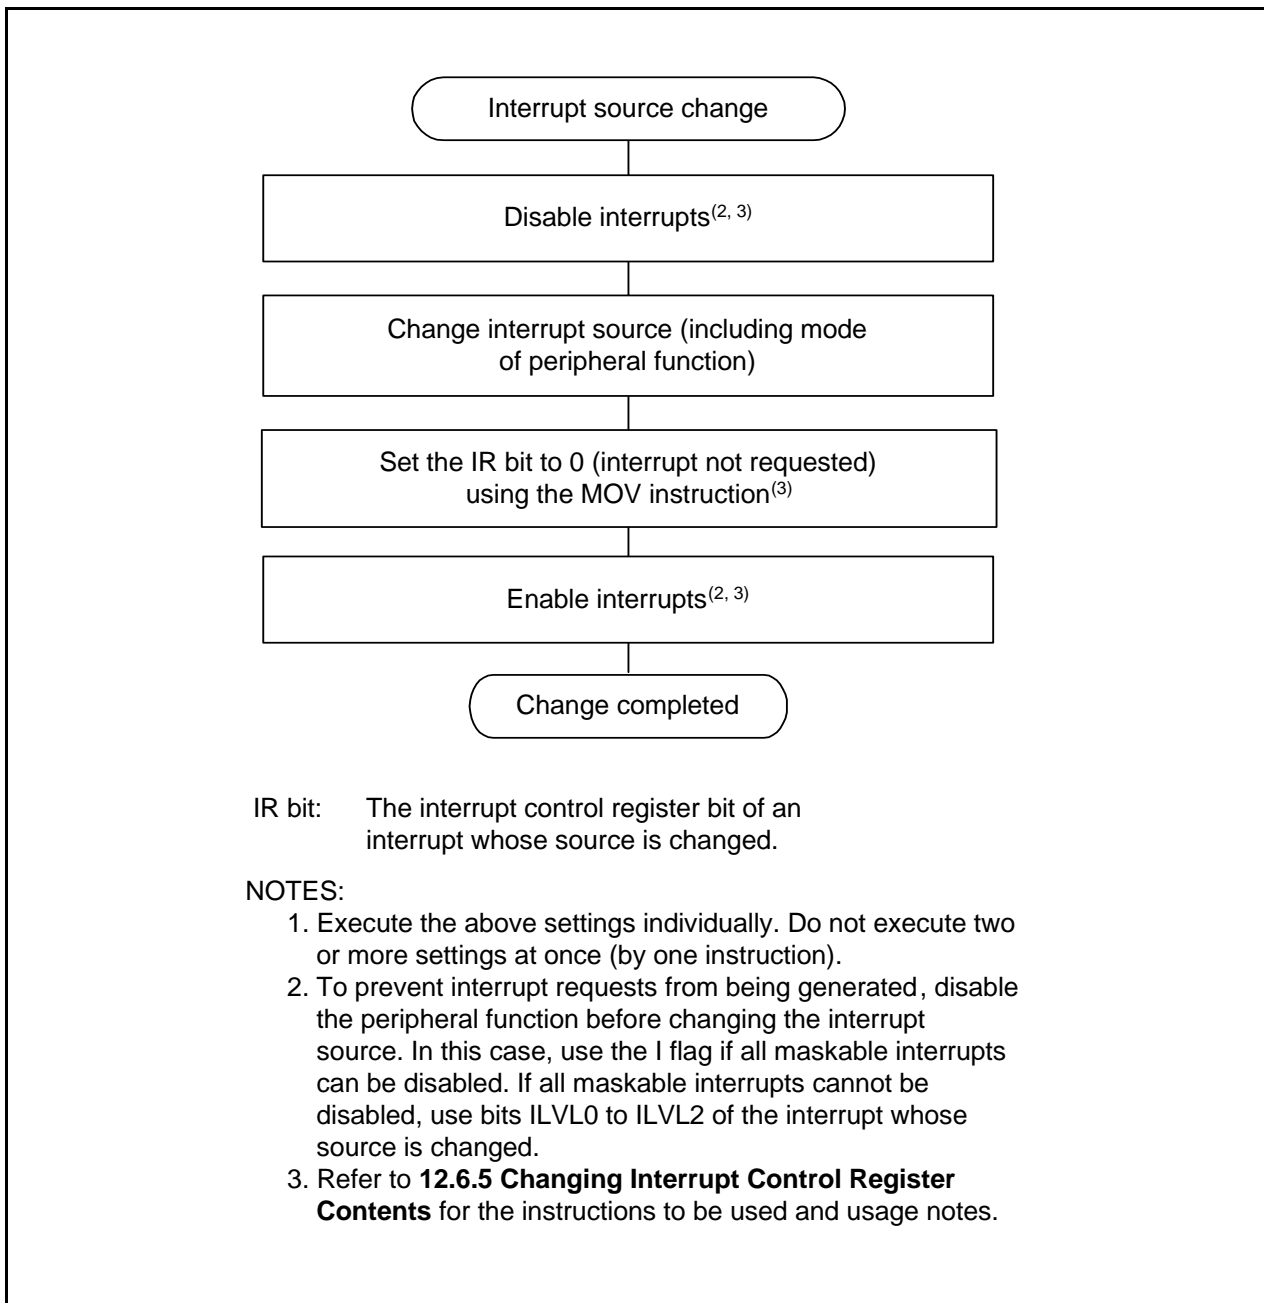 Interrupt source change
Disable interrupts(2, 3)
Change interrupt source (including mode
of peripheral function)
Set the IR bit to 0 (interrupt not requested)
using the MOV instruction(3)
Enable interrupts(2, 3)
Change completed
IR bit: The interrupt control register bit of an
interrupt whose source is changed.
NOTES:
1. Execute the above settings individually. Do not execute two
or more settings at once (by one instruction).
2. To prevent interrupt requests from being generated, disable
the peripheral function before changing the interrupt
source. In this case, use the I flag if all maskable interrupts
can be disabled. If all maskable interrupts cannot be
disabled, use bits ILVL0 to ILVL2 of the interrupt whose
source is changed.
3. Refer to 12.6.5 Changing Interrupt Control Register
Contents for the instructions to be used and usage notes.